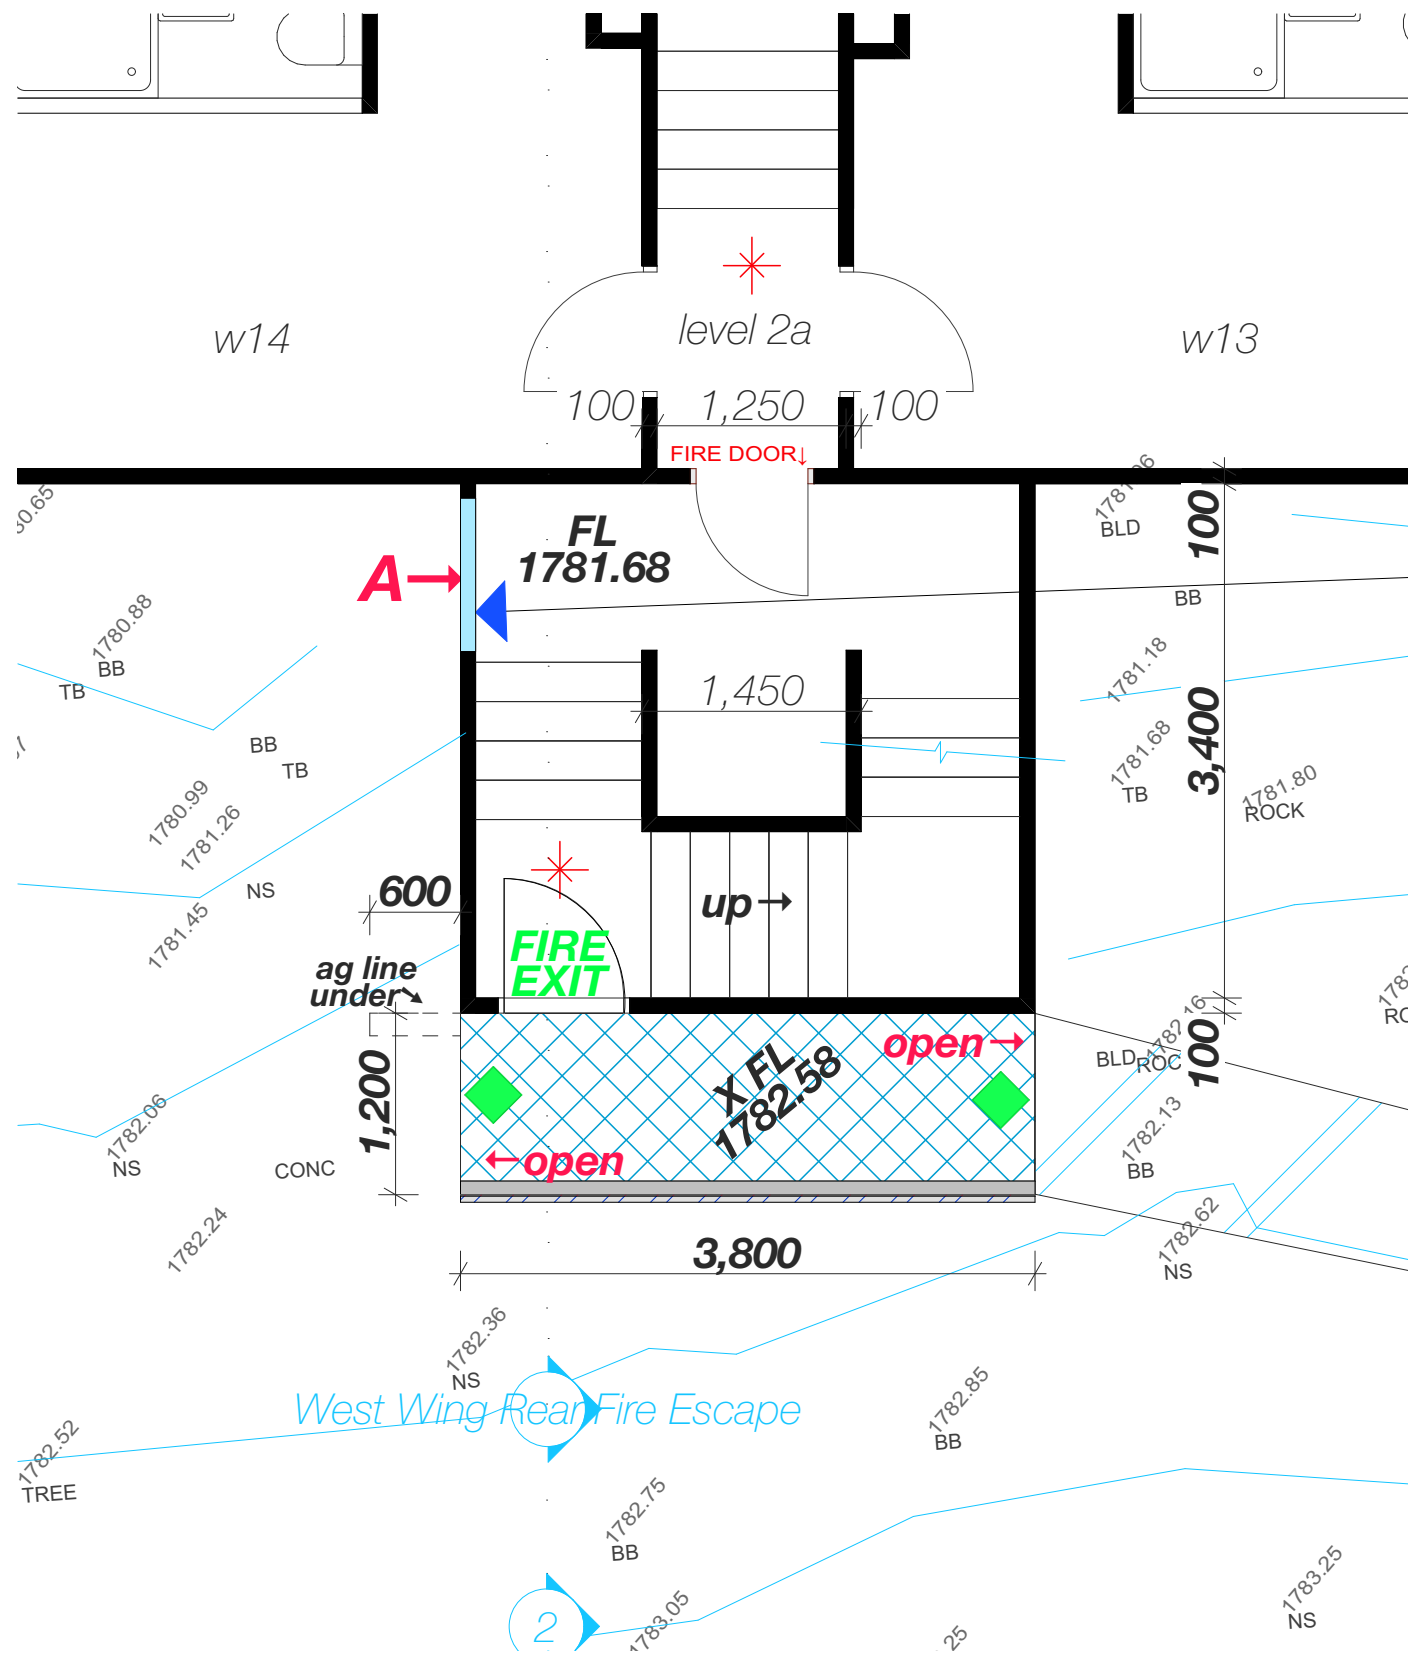 w14
level 2a
w13
100
1,250
100
FIRE DOOR↓
FL
1781.68
A→
100
BLD
BB
1780.88
BB
TB
1,450
1781.18
3,400
1781.68
TB
1781.80
ROCK
BB
TB
1780.99
1781.26
NS
1781.45
600
up→
FIRE
EXIT
ag line
under
open→
X FL
1782.58
←open
1,200
1782.16
BLD
100
1782.13
BB
1782.06
NS
CONC
1782.24
1782.62
NS
3,800
1782.36
NS
West Wing Rear Fire Escape
1782.85
BB
1782.52
TREE
1782.75
BB
1783.25
NS
1783.05
2